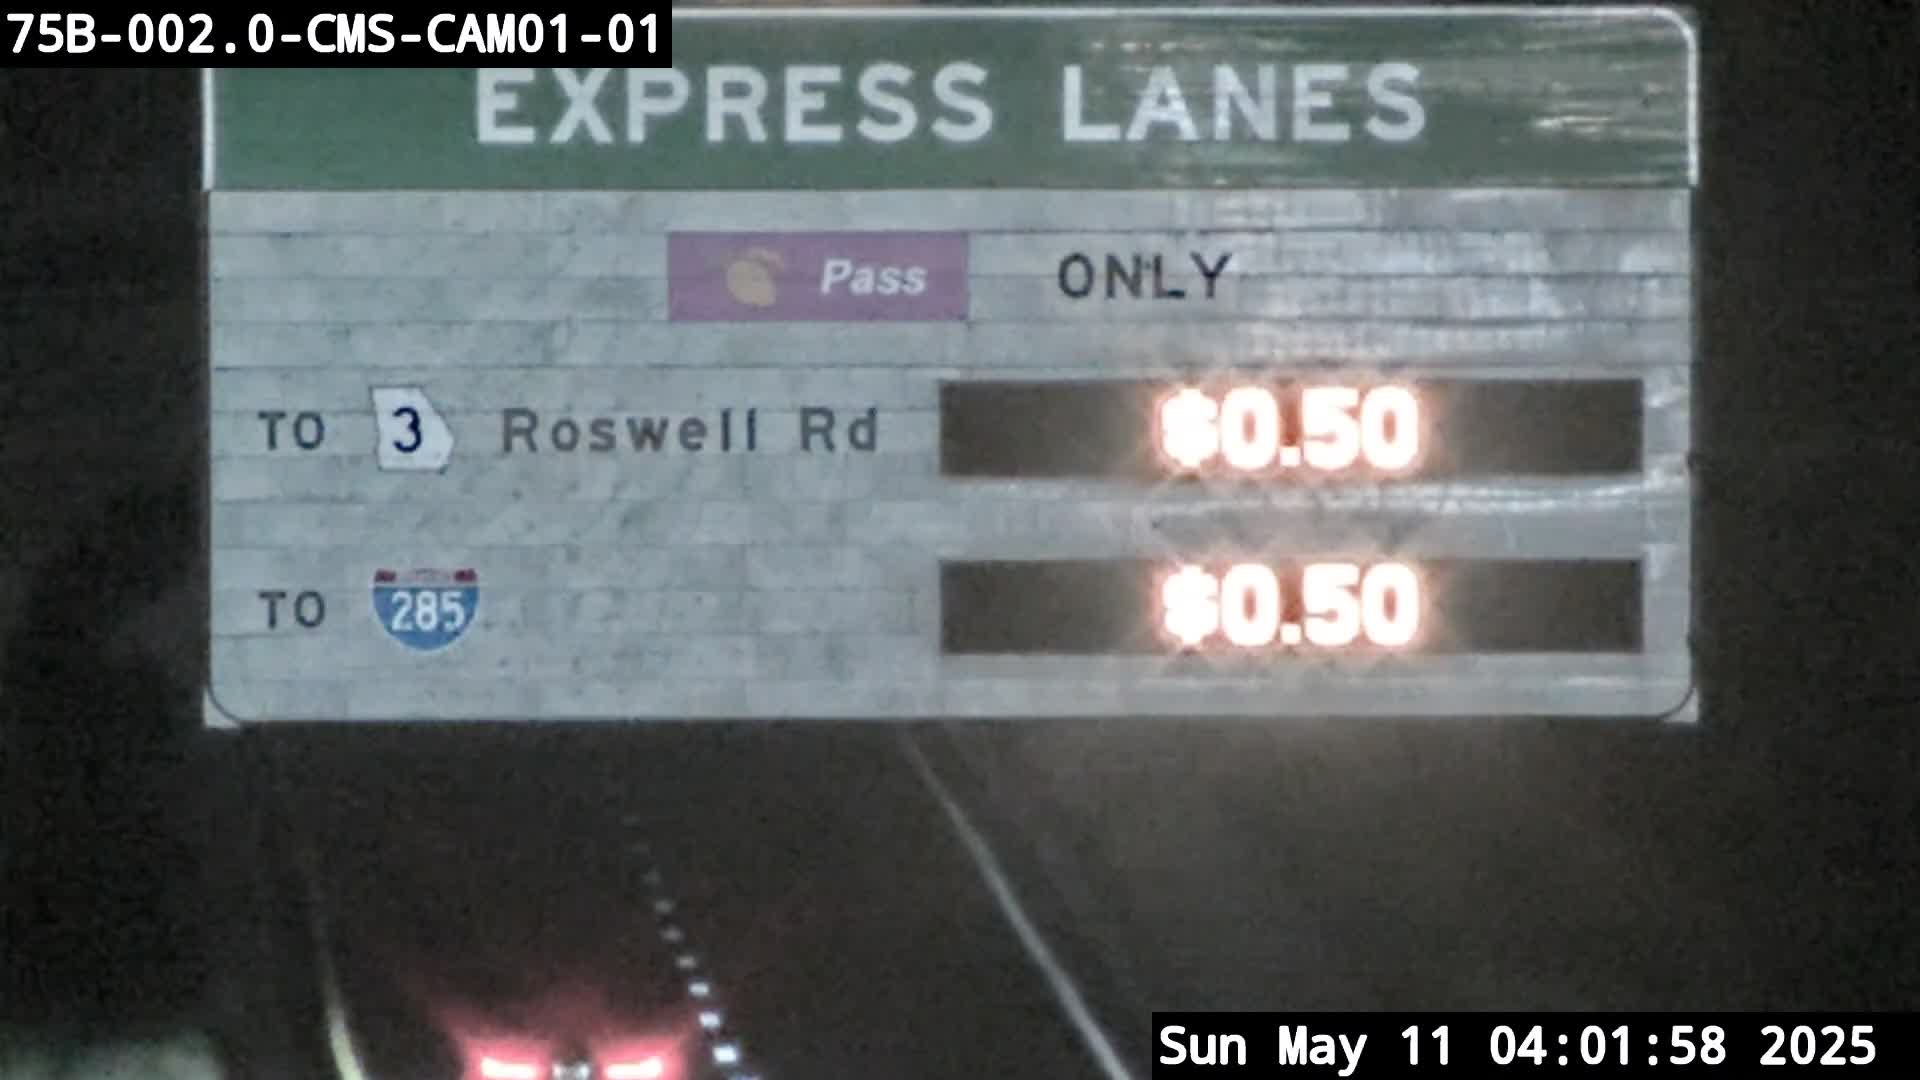 75B-002.0-CMS-CAM01-01
EXPRESS LANES
Pass ONLY
TO 3 Roswell Rd $0.50
TO 285 $0.50
Sun May 11 04:01:58 2025